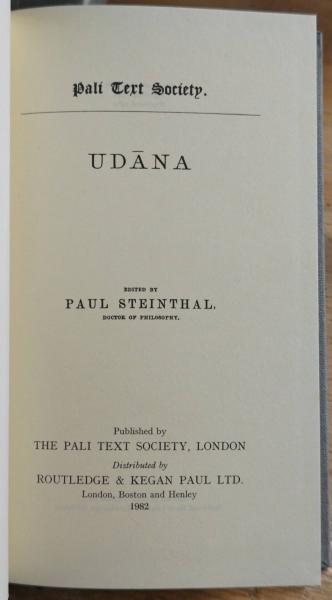 Pali Text Society.
UDĀNA
EDITED BY
PAUL STEINTHAL,
DOCTOR OF PHILOSOPHY.
Published by
THE PALI TEXT SOCIETY, LONDON
Distributed by
ROUTLEDGE & KEGAN PAUL LTD.
London, Boston and Henley
1982